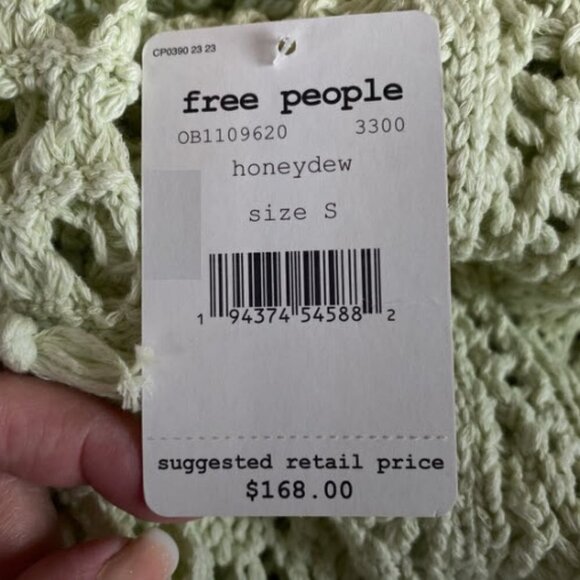 CP0390 23 23
free people
OB1109620 3300
honeydew
size S
1 94374 54588 2
suggested retail price
$168.00